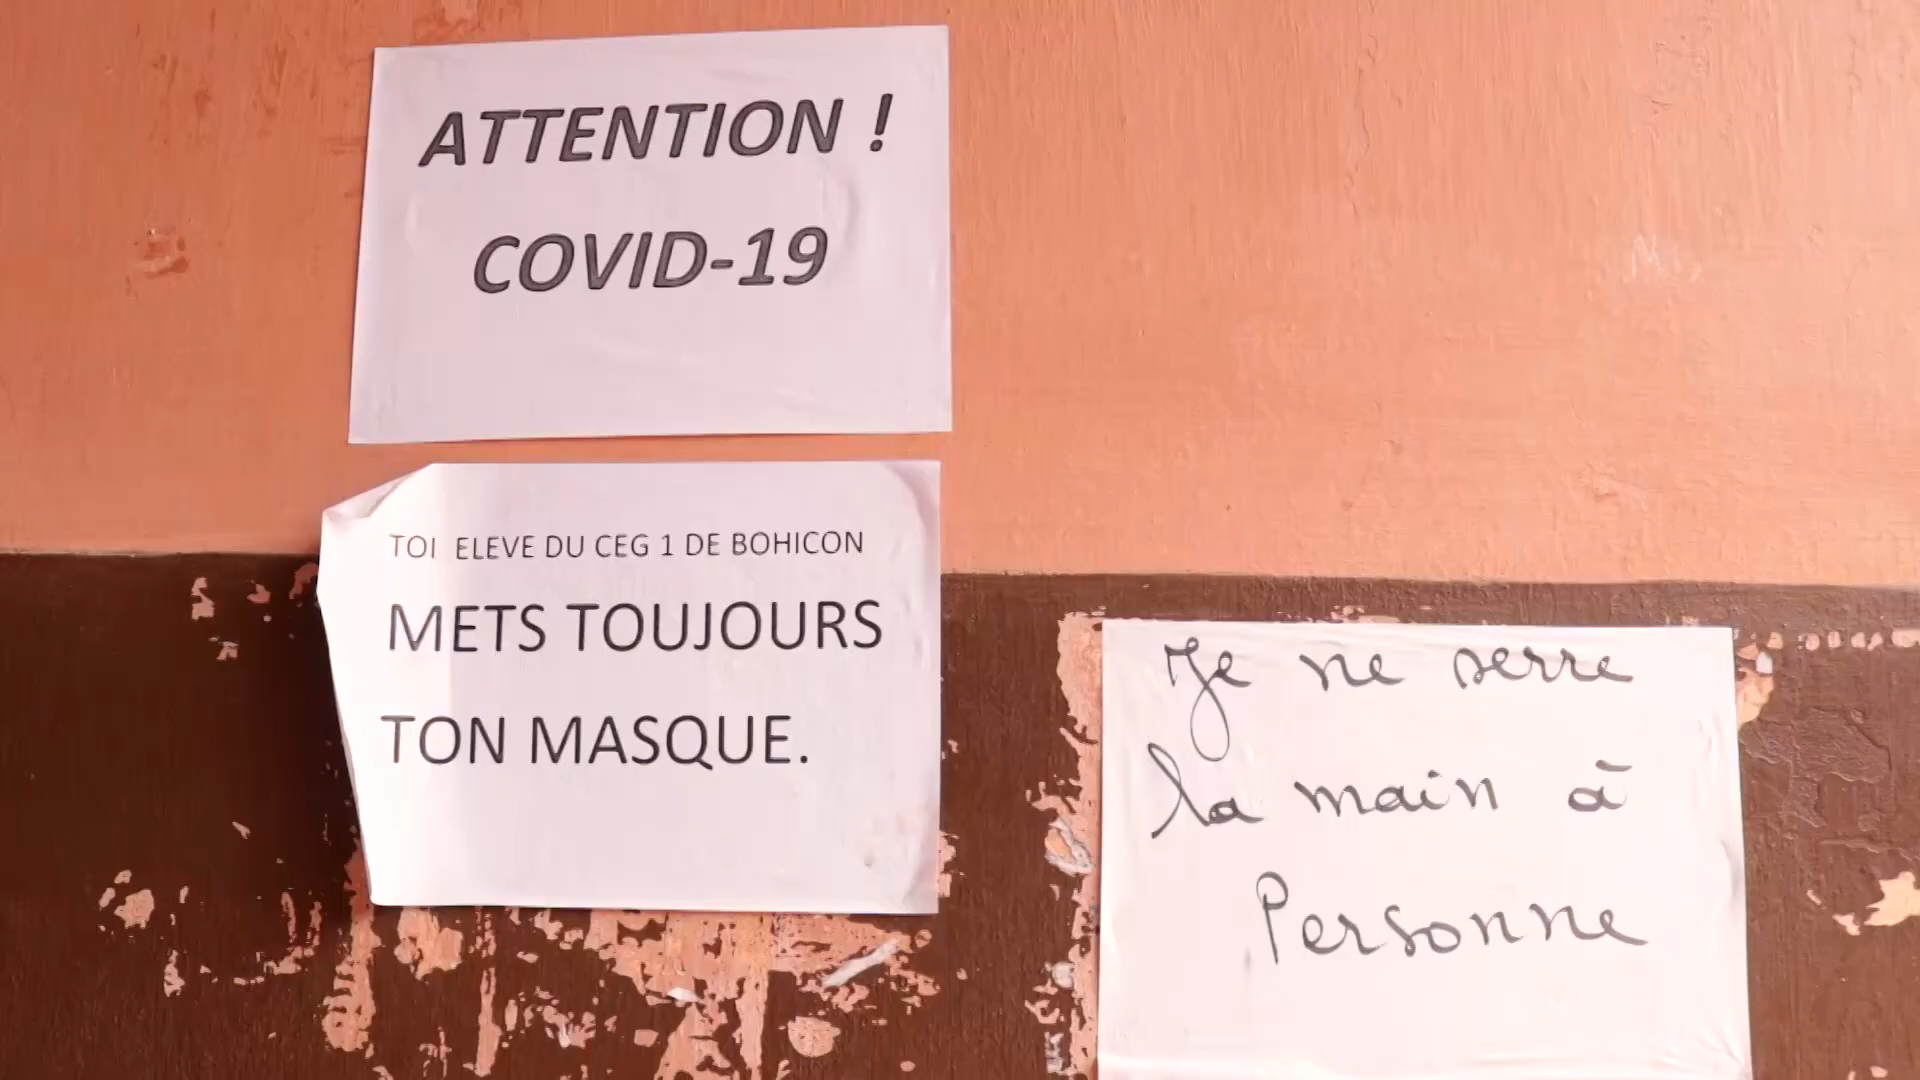 ATTENTION !
COVID-19
TOI ELEVE DU CEG 1 DE BOHICON
METS TOUJOURS
TON MASQUE.
Je ne serre
la main à
Personne